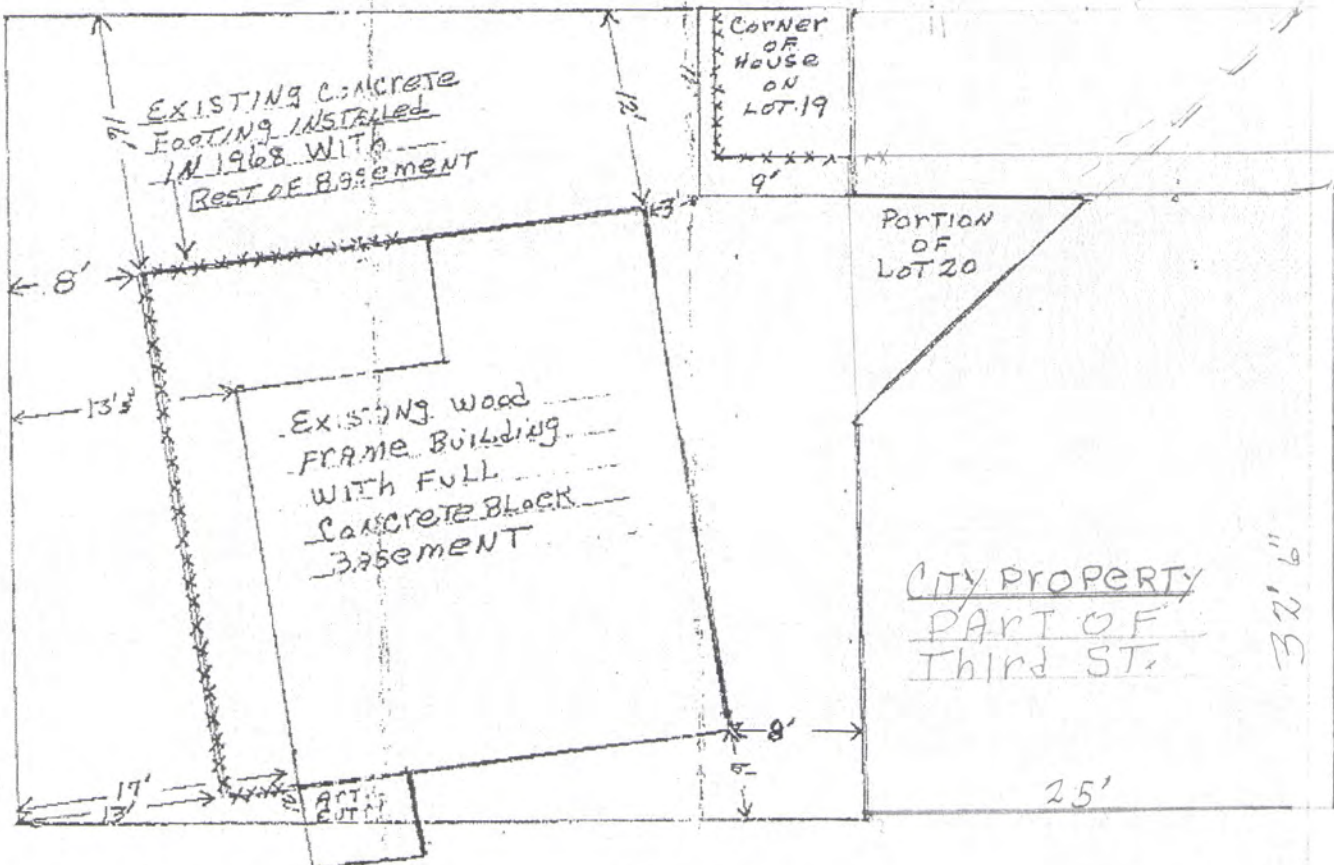 16'
12'
EXISTING CONCRETE
FOOTING INSTALLED
IN 1968 WITH
REST OF BASEMENT
CORNER
OF
HOUSE
ON
LOT 19
9'
3'
8'
PORTION
OF
LOT 20
13'
EXISTING WOOD
FRAME BUILDING
WITH FULL
CONCRETE BLOCK
BASEMENT
CITY PROPERTY
PART OF
Third ST.
32' 6"
8'
17'
13'
25'